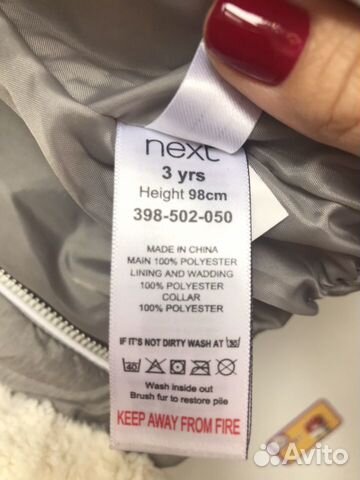 next
3 yrs
Height 98cm
398-502-050
MADE IN CHINA
MAIN 100% POLYESTER
LINING AND WADDING
100% POLYESTER
COLLAR
100% POLYESTER
IF IT'S NOT DIRTY WASH AT 30
40
Wash inside out
Brush fur to restore pile
KEEP AWAY FROM FIRE
Avito